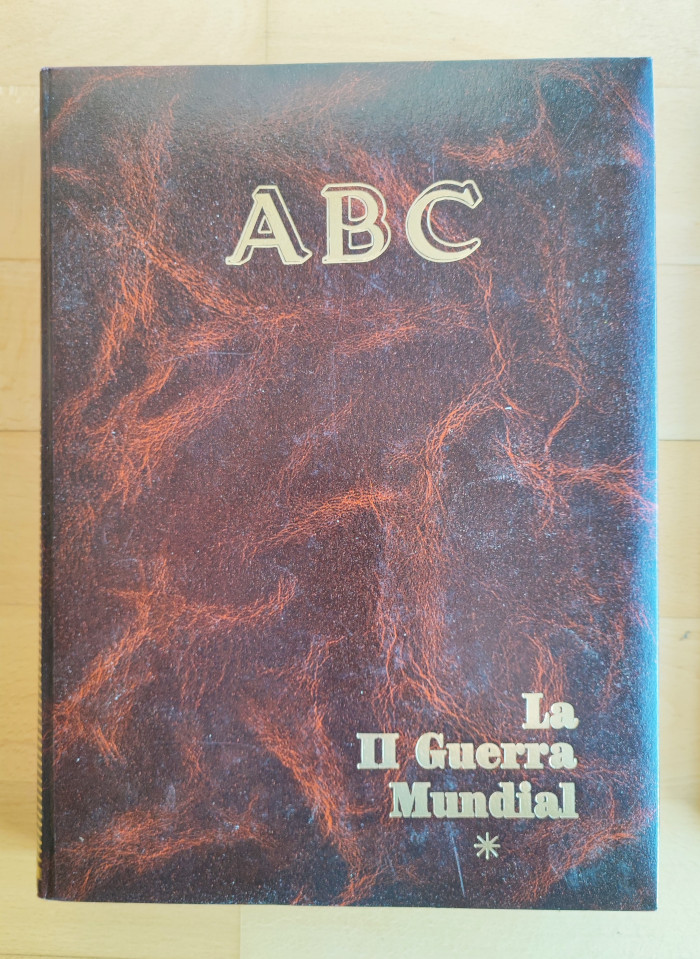 ABC
La
II Guerra
Mundial
*